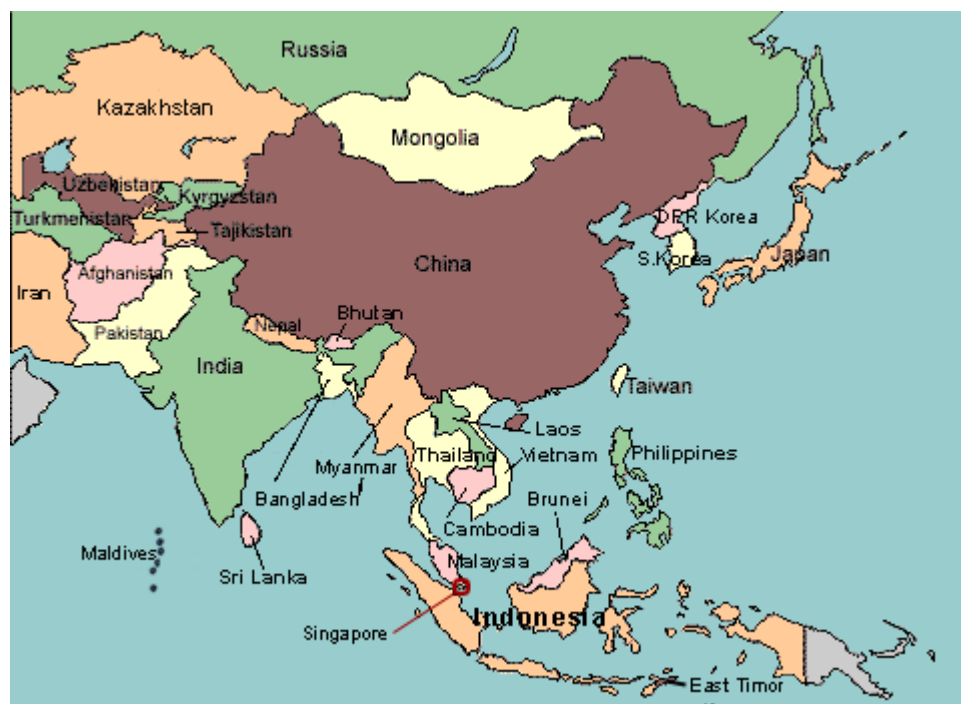 Russia
Kazakhstan
Mongolia
Uzbekistan
Kyrgyzstan
Turkmenistan
DPR Korea
Tajikistan
Japan
S.Korea
China
Afghanistan
Iran
Bhutan
Nepal
Pakistan
India
Taiwan
Laos
Philippines
Thailand
Vietnam
Myanmar
Bangladesh
Brunei
Cambodia
Maldives
Malaysia
Sri Lanka
Indonesia
Singapore
East Timor